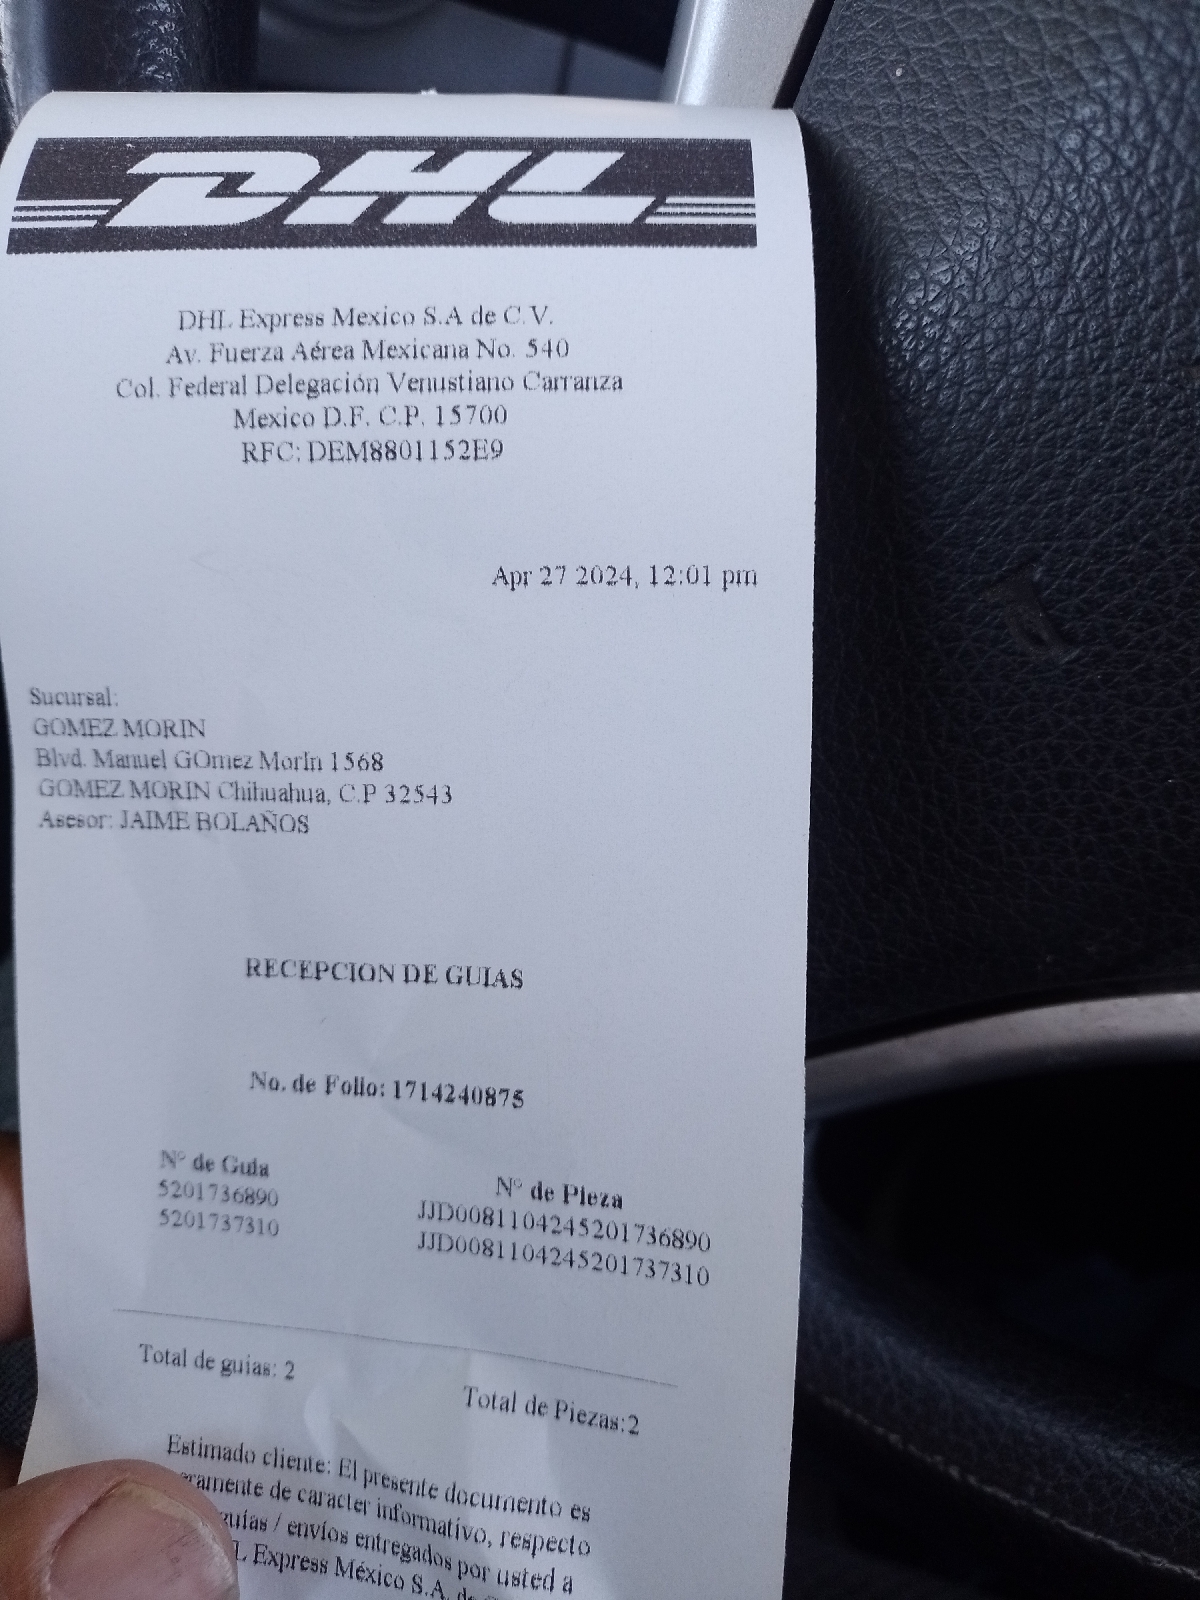 DHL
DHL Express Mexico S.A de C.V.
Av. Fuerza Aérea Mexicana No. 540
Col. Federal Delegación Venustiano Carranza
Mexico D.F. C.P. 15700
RFC: DEM8801152E9
Apr 27 2024, 12:01 pm
Sucursal:
GOMEZ MORIN
Blvd. Manuel GOmez MorIn 1568
GOMEZ MORIN Chihuahua, C.P 32543
Asesor: JAIME BOLAÑOS
RECEPCION DE GUIAS
No. de Folio: 1714240875
N° de Guia N° de Pieza
5201736890 JJD0081104245201736890
5201737310 JJD0081104245201737310
Total de guias: 2 Total de Piezas:2
Estimado cliente: El presente documento es
de caracter informativo, respecto
guías / envíos entregados por usted a
Express México S.A.